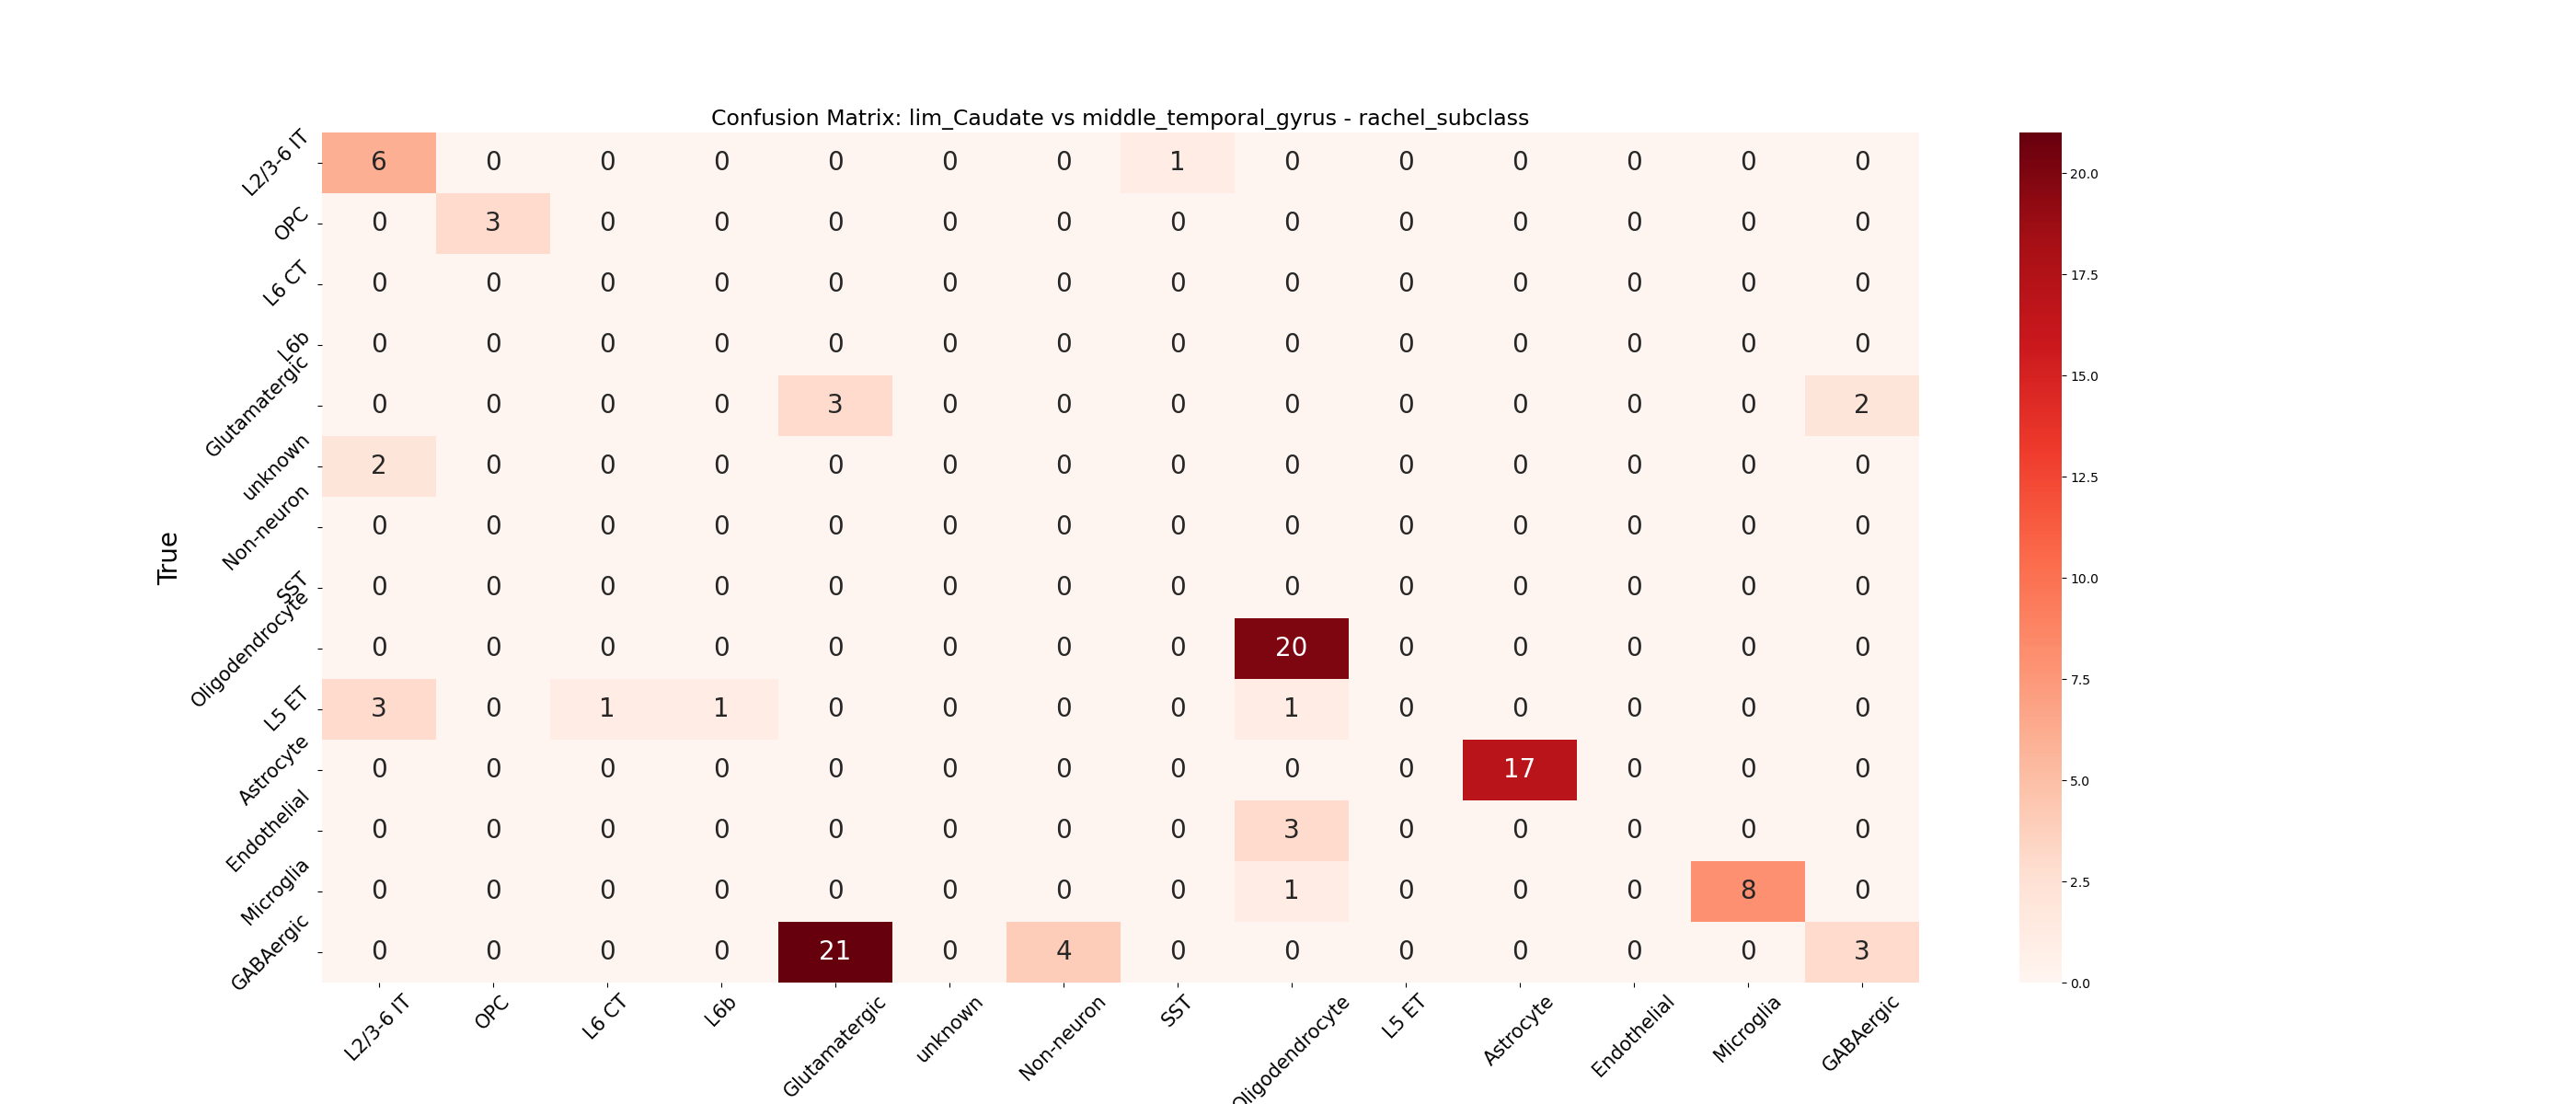 Confusion Matrix: lim_Caudate vs middle_temporal_gyrus - rachel_subclass
True
L2/3-6 IT 6 0 0 0 0 0 0 1 0 0 0 0 0 0
OPC 0 3 0 0 0 0 0 0 0 0 0 0 0 0
L6 CT 0 0 0 0 0 0 0 0 0 0 0 0 0 0
L6b 0 0 0 0 0 0 0 0 0 0 0 0 0 0
Glutamatergic 0 0 0 0 3 0 0 0 0 0 0 0 0 2
unknown 2 0 0 0 0 0 0 0 0 0 0 0 0 0
Non-neuron 0 0 0 0 0 0 0 0 0 0 0 0 0 0
SST 0 0 0 0 0 0 0 0 0 0 0 0 0 0
Oligodendrocyte 0 0 0 0 0 0 0 0 20 0 0 0 0 0
L5 ET 3 0 1 1 0 0 0 0 1 0 0 0 0 0
Astrocyte 0 0 0 0 0 0 0 0 0 0 17 0 0 0
Endothelial 0 0 0 0 0 0 0 0 3 0 0 0 0 0
Microglia 0 0 0 0 0 0 0 0 1 0 0 0 8 0
GABAergic 0 0 0 0 21 0 4 0 0 0 0 0 0 3
L2/3-6 IT OPC L6 CT L6b Glutamatergic unknown Non-neuron SST Oligodendrocyte L5 ET Astrocyte Endothelial Microglia GABAergic
20.0
17.5
15.0
12.5
10.0
7.5
5.0
2.5
0.0